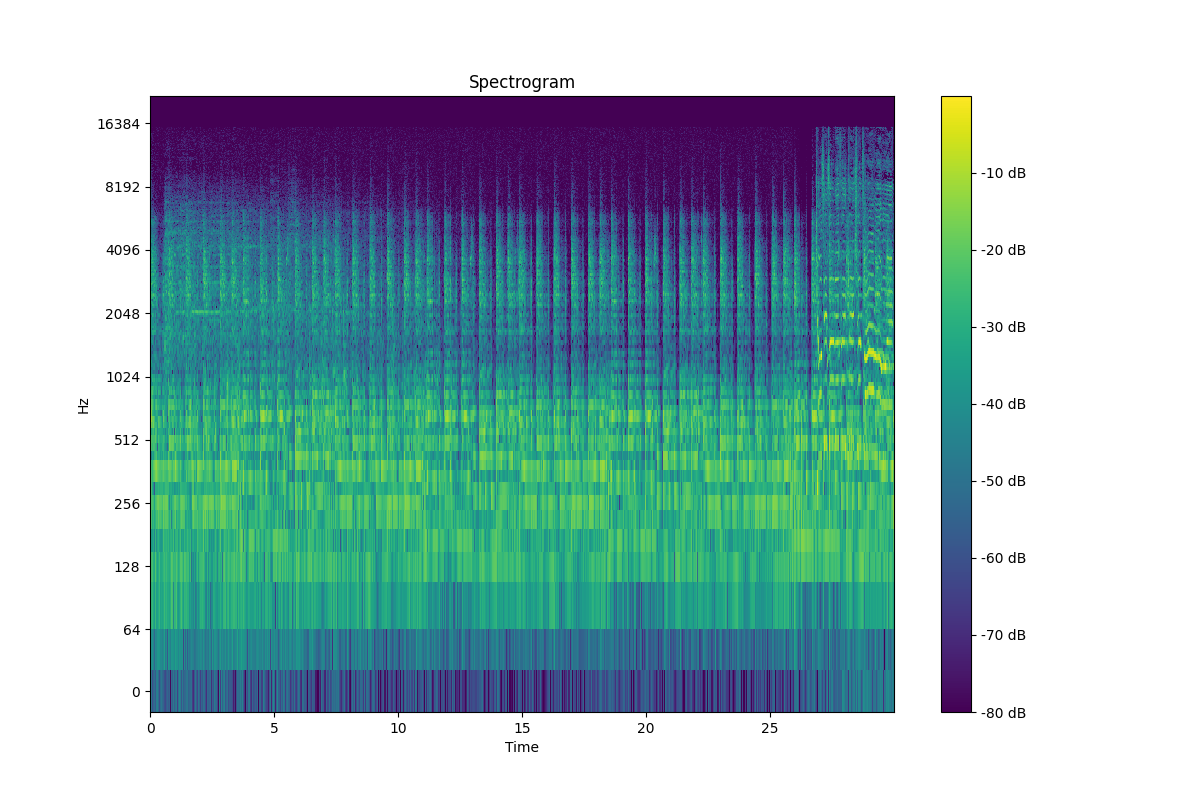 Spectrogram
16384
8192
4096
2048
1024
512
256
128
64
0
Hz
0 5 10 15 20 25
Time
-10 dB
-20 dB
-30 dB
-40 dB
-50 dB
-60 dB
-70 dB
-80 dB